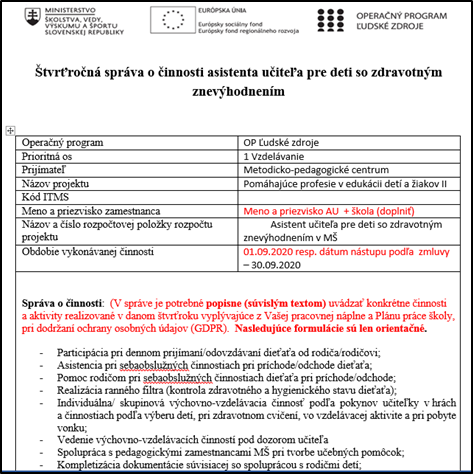 MINISTERSTVO
ŠKOLSTVA, VEDY,
VÝSKUMU A ŠPORTU
SLOVENSKEJ REPUBLIKY
EURÓPSKA ÚNIA
Európsky sociálny fond
Európsky fond regionálneho rozvoja
OPERAČNÝ PROGRAM
ĽUDSKÉ ZDROJE
Štvrťročná správa o činnosti asistenta učiteľa pre deti so zdravotným
znevýhodnením
Operačný program OP Ľudské zdroje
Prioritná os 1 Vzdelávanie
Prijímateľ Metodicko-pedagogické centrum
Názov projektu Pomáhajúce profesie v edukácii detí a žiakov II
Kód ITMS
Meno a priezvisko zamestnanca Meno a priezvisko AU + škola (doplniť)
Názov a číslo rozpočtovej položky rozpočtu Asistent učiteľa pre deti so zdravotným
projektu znevýhodnením v MŠ
Obdobie vykonávanej činnosti 01.09.2020 resp. dátum nástupu podľa zmluvy
– 30.09.2020
Správa o činnosti: (V správe je potrebné popisne (súvislým textom) uvádzať konkrétne činnosti
a aktivity realizované v danom štvrťroku vyplývajúce z Vašej pracovnej náplne a Plánu práce školy,
pri dodržaní ochrany osobných údajov (GDPR). Nasledujúce formulácie sú len orientačné.
- Participácia pri dennom prijímaní/odovzdávaní dieťaťa od rodiča/rodičovi;
- Asistencia pri sebaobslužných činnostiach pri príchode/odchode dieťaťa;
- Pomoc rodičom pri sebaobslužných činnostiach dieťaťa pri príchode/odchode;
- Realizácia ranného filtra (kontrola zdravotného a hygienického stavu dieťaťa);
- Individuálna/ skupinová výchovno-vzdelávacia činnosť podľa pokynov učiteľky v hrách
a činnostiach podľa výberu detí, pri zdravotnom cvičení, vo vzdelávacej aktivite a pri pobyte
vonku;
- Vedenie výchovno-vzdelávacích činností pod dozorom učiteľa
- Spolupráca s pedagogickými zamestnancami MŠ pri tvorbe učebných pomôcok;
- Kompletizácia dokumentácie súvisiacej so spoluprácou s rodičmi detí;